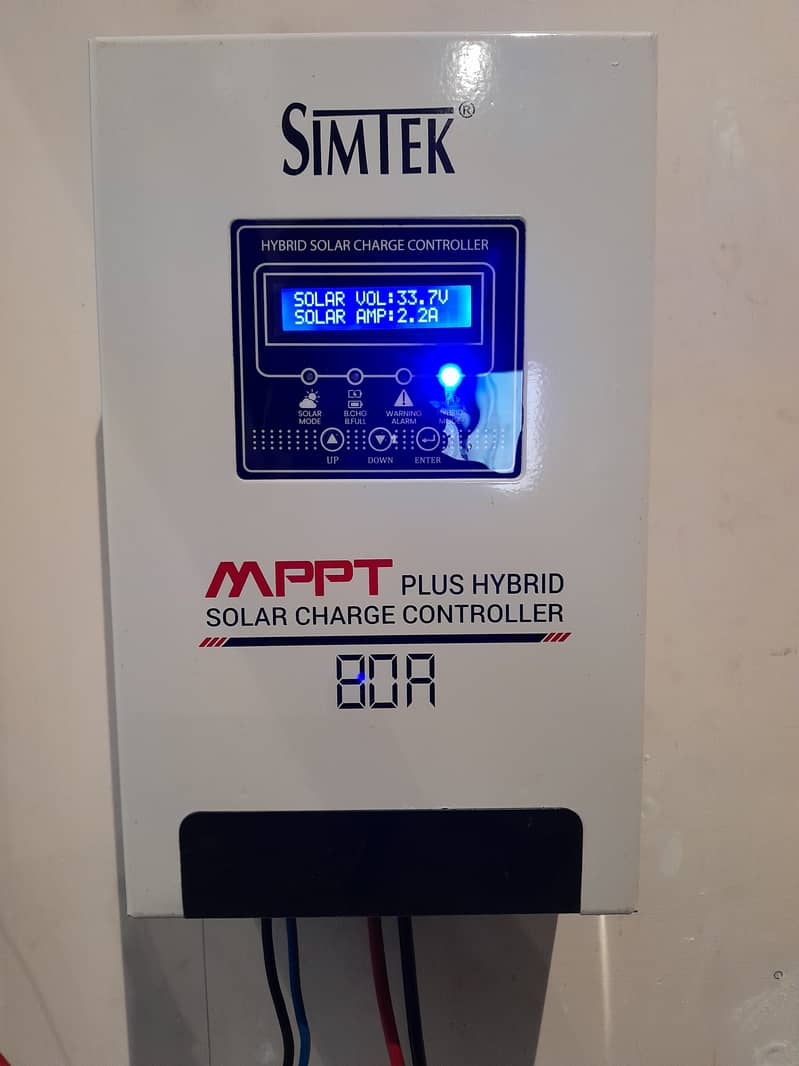 SIMTEK®
HYBRID SOLAR CHARGE CONTROLLER
SOLAR VOL:33.7V
SOLAR AMP:2.2A
SOLAR MODE
B.CHG B.FULL
WARNING ALARM
UP
DOWN
ENTER
MPPT PLUS HYBRID
SOLAR CHARGE CONTROLLER
80A